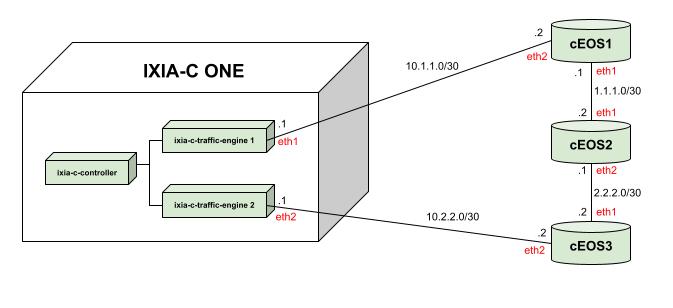 IXIA-C ONE
ixia-c-controller
ixia-c-traffic-engine 1
.1
eth1
ixia-c-traffic-engine 2
.1
eth2
10.1.1.0/30
10.2.2.0/30
.2
eth2
cEOS1
.1
eth1
1.1.1.0/30
.2
eth1
cEOS2
.1
eth2
2.2.2.0/30
.2
eth1
.2
eth2
cEOS3